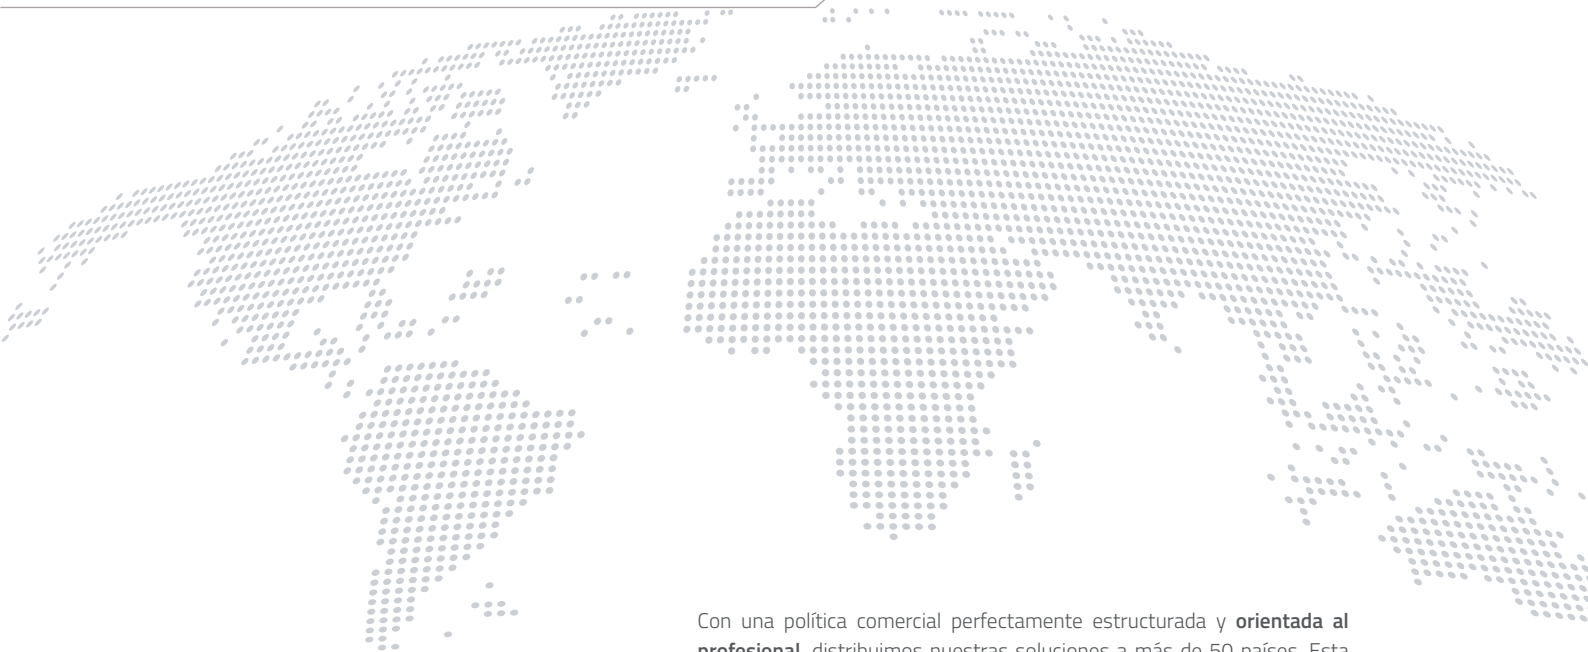 Con una política comercial perfectamente estructurada y orientada al
profesional, distribuimos nuestras soluciones a más de 50 países. Esta